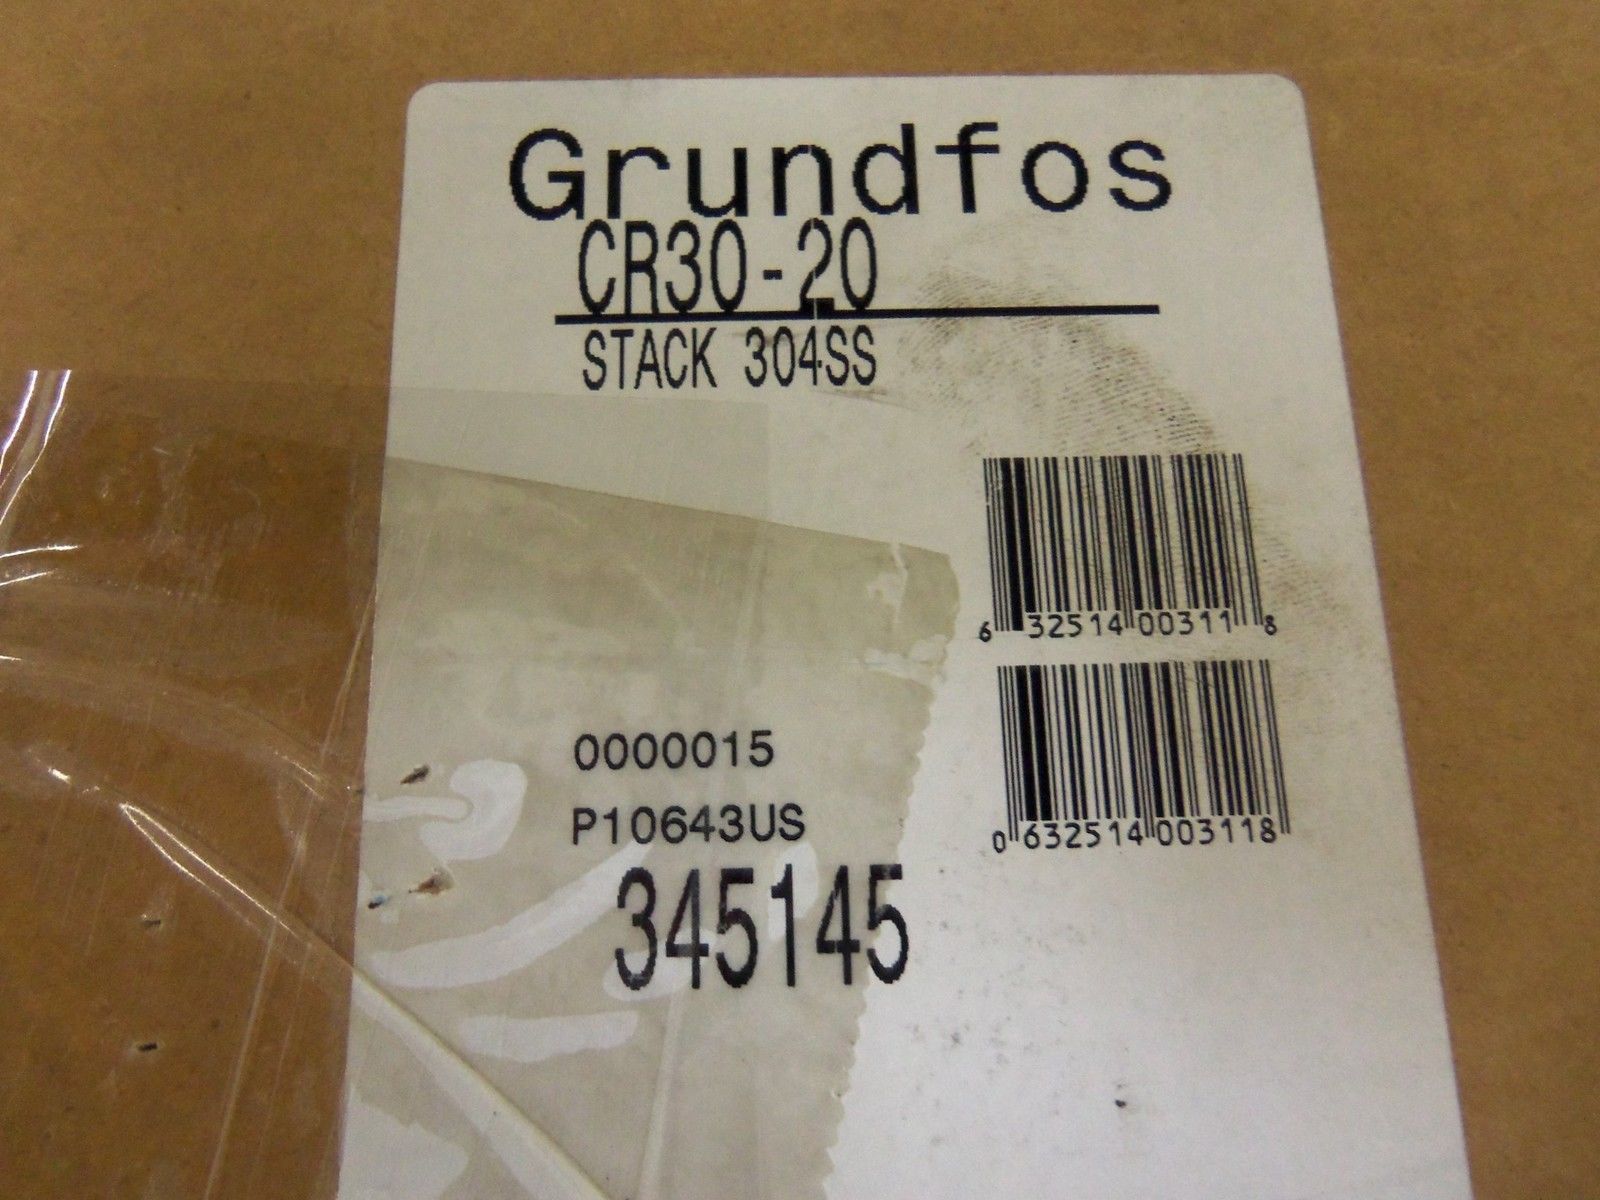 Grundfos
CR30-20
STACK 304SS
6 32514 00311 8
0 632514 003118
0000015
P10643US
345145